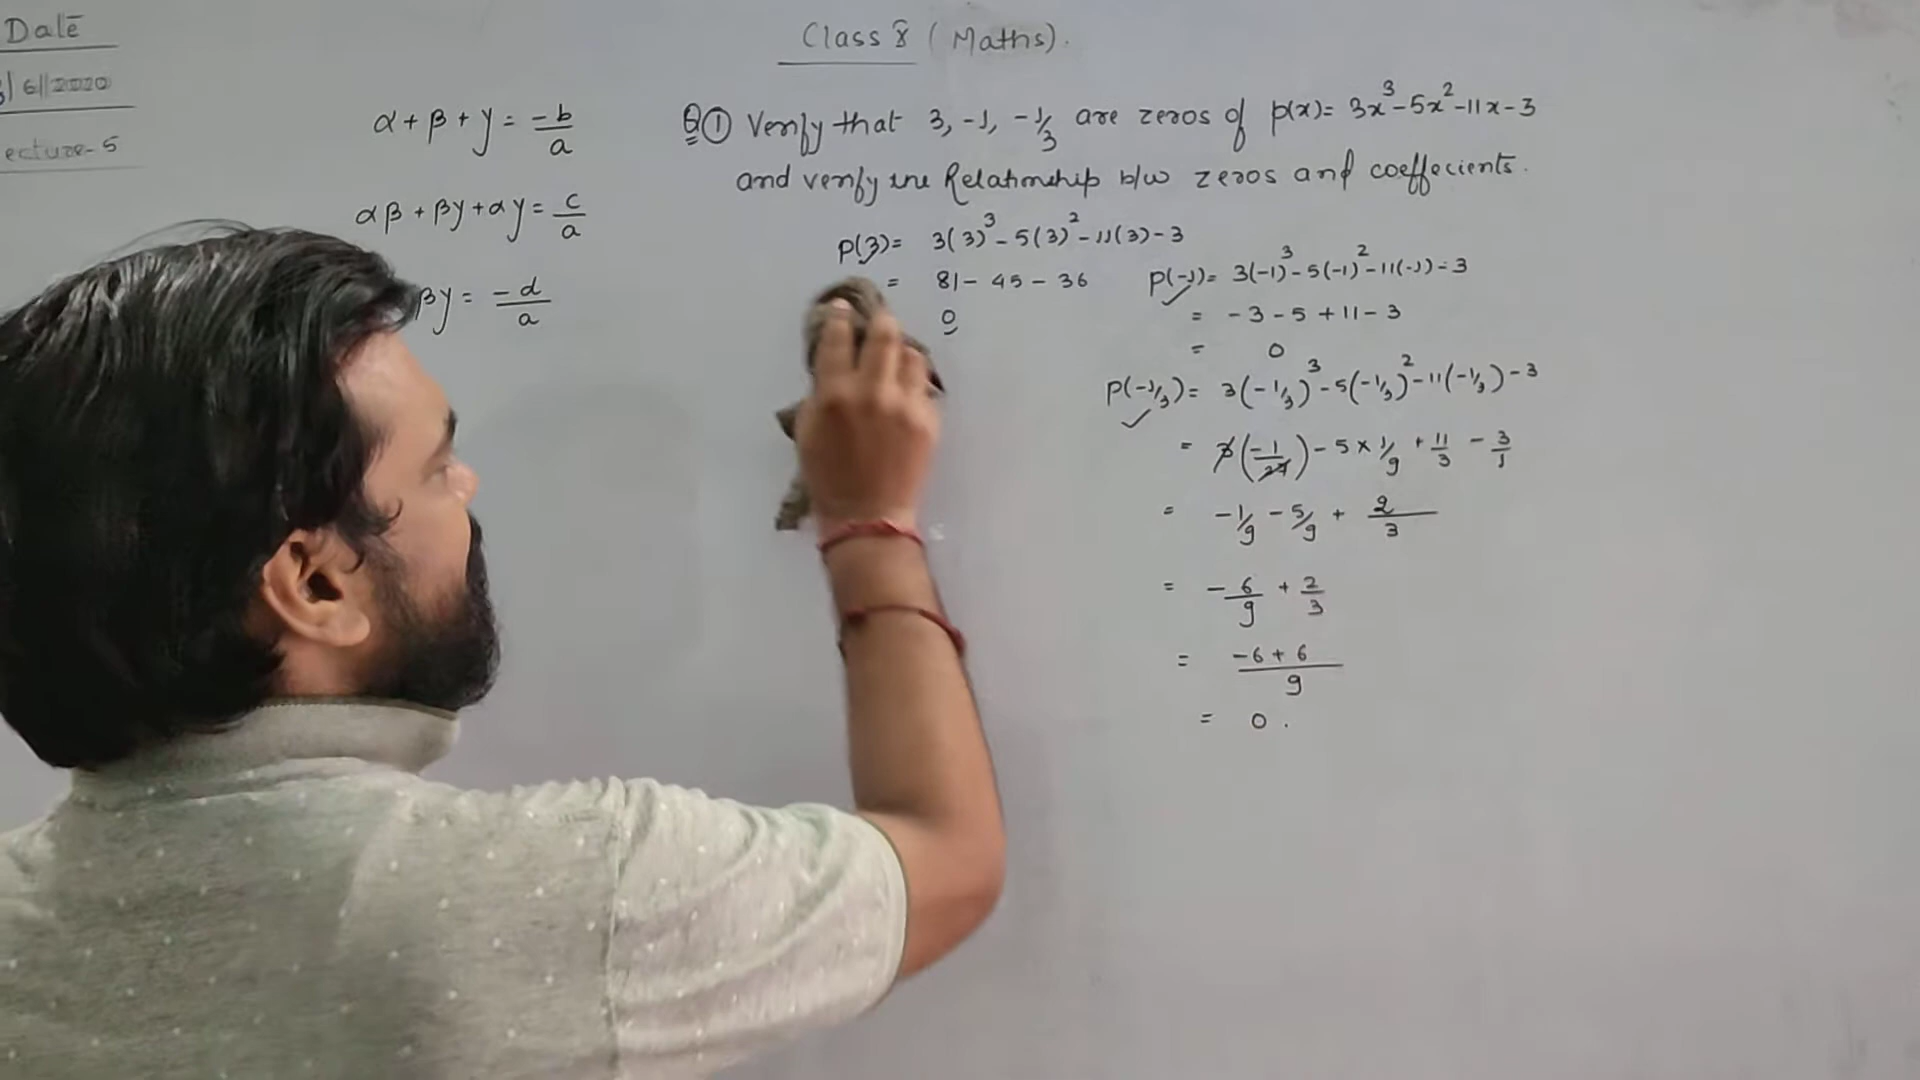 Date
6/2020
ecture-5
Class 8 (Maths).
α+β+γ = -b/a
αβ+βγ+αγ = c/a
βγ = -d/a
Q① Verify that 3, -1, -1/3 are zeros of p(x)= 3x³-5x²-11x-3
and verify the Relationship b/w zeros and coeffecients.
p(3)= 3(3)³-5(3)²-11(3)-3
= 81-45-36
0
p(-1)= 3(-1)³-5(-1)²-11(-1)-3
= -3-5+11-3
= 0
p(-1/3)= 3(-1/3)³-5(-1/3)²-11(-1/3)-3
= 3(-1/27)-5×1/9+11/3-3/1
= -1/9-5/9+2/3
= -6/9+2/3
= -6+6/9
= 0.